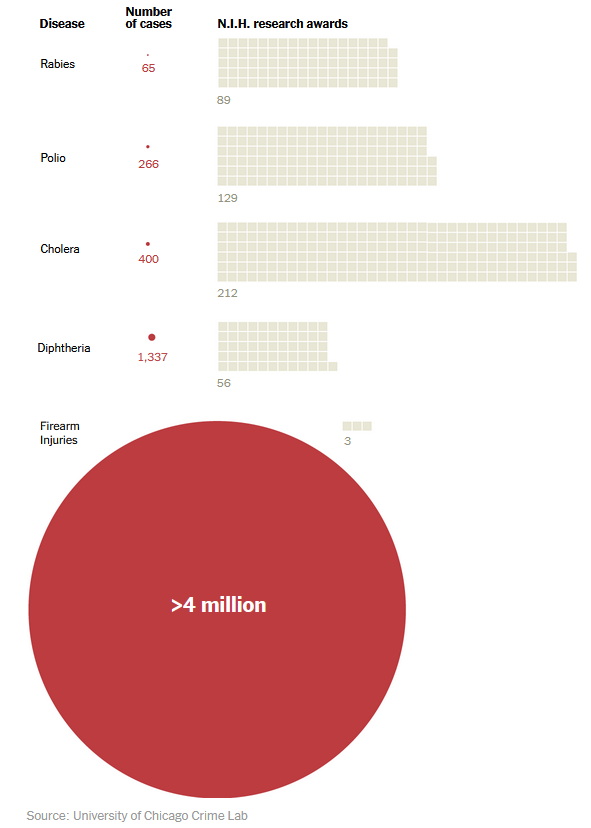 Disease
Number
of cases
N.I.H. research awards
Rabies
65
89
Polio
266
129
Cholera
400
212
Diphtheria
1,337
56
Firearm
Injuries
3
>4 million
Source: University of Chicago Crime Lab